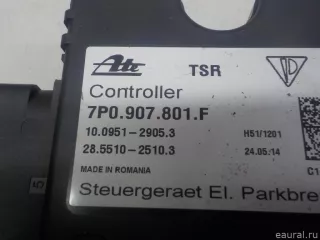 Ate TSR
Controller
7P0.907.801.F
10.0951-2905.3 H51/1201
28.5510-2510.3 24.05.14
MADE IN ROMANIA C1
Steuergeraet El. Parkbre
© eaural.ru